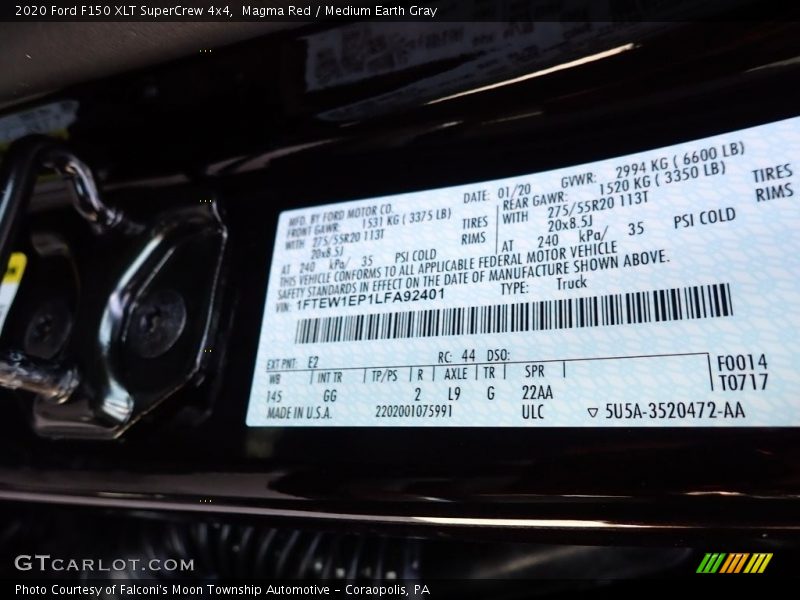 2020 Ford F150 XLT SuperCrew 4x4, Magma Red / Medium Earth Gray
MFD. BY FORD MOTOR CO.
DATE: 01/20
GVWR: 2994 KG ( 6600 LB)
FRONT GAWR: 1531 KG ( 3375 LB)
REAR GAWR: 1520 KG ( 3350 LB)
WITH 275/55R20 113T TIRES
WITH 275/55R20 113T TIRES
20x8.5J RIMS
20x8.5J RIMS
AT 240 kPa/ 35 PSI COLD
AT 240 kPa/ 35 PSI COLD
THIS VEHICLE CONFORMS TO ALL APPLICABLE FEDERAL MOTOR VEHICLE
SAFETY STANDARDS IN EFFECT ON THE DATE OF MANUFACTURE SHOWN ABOVE.
VIN: 1FTEW1EP1LFA92401 TYPE: Truck
EXT PNT: E2 RC: 44 DSO:
WB INT TR TP/PS R AXLE TR SPR F0014
145 GG 2 L9 G 22AA T0717
MADE IN U.S.A. 2202001075991 ULC ▽ 5U5A-3520472-AA
GTCARLOT.COM
Photo Courtesy of Falconi's Moon Township Automotive - Coraopolis, PA